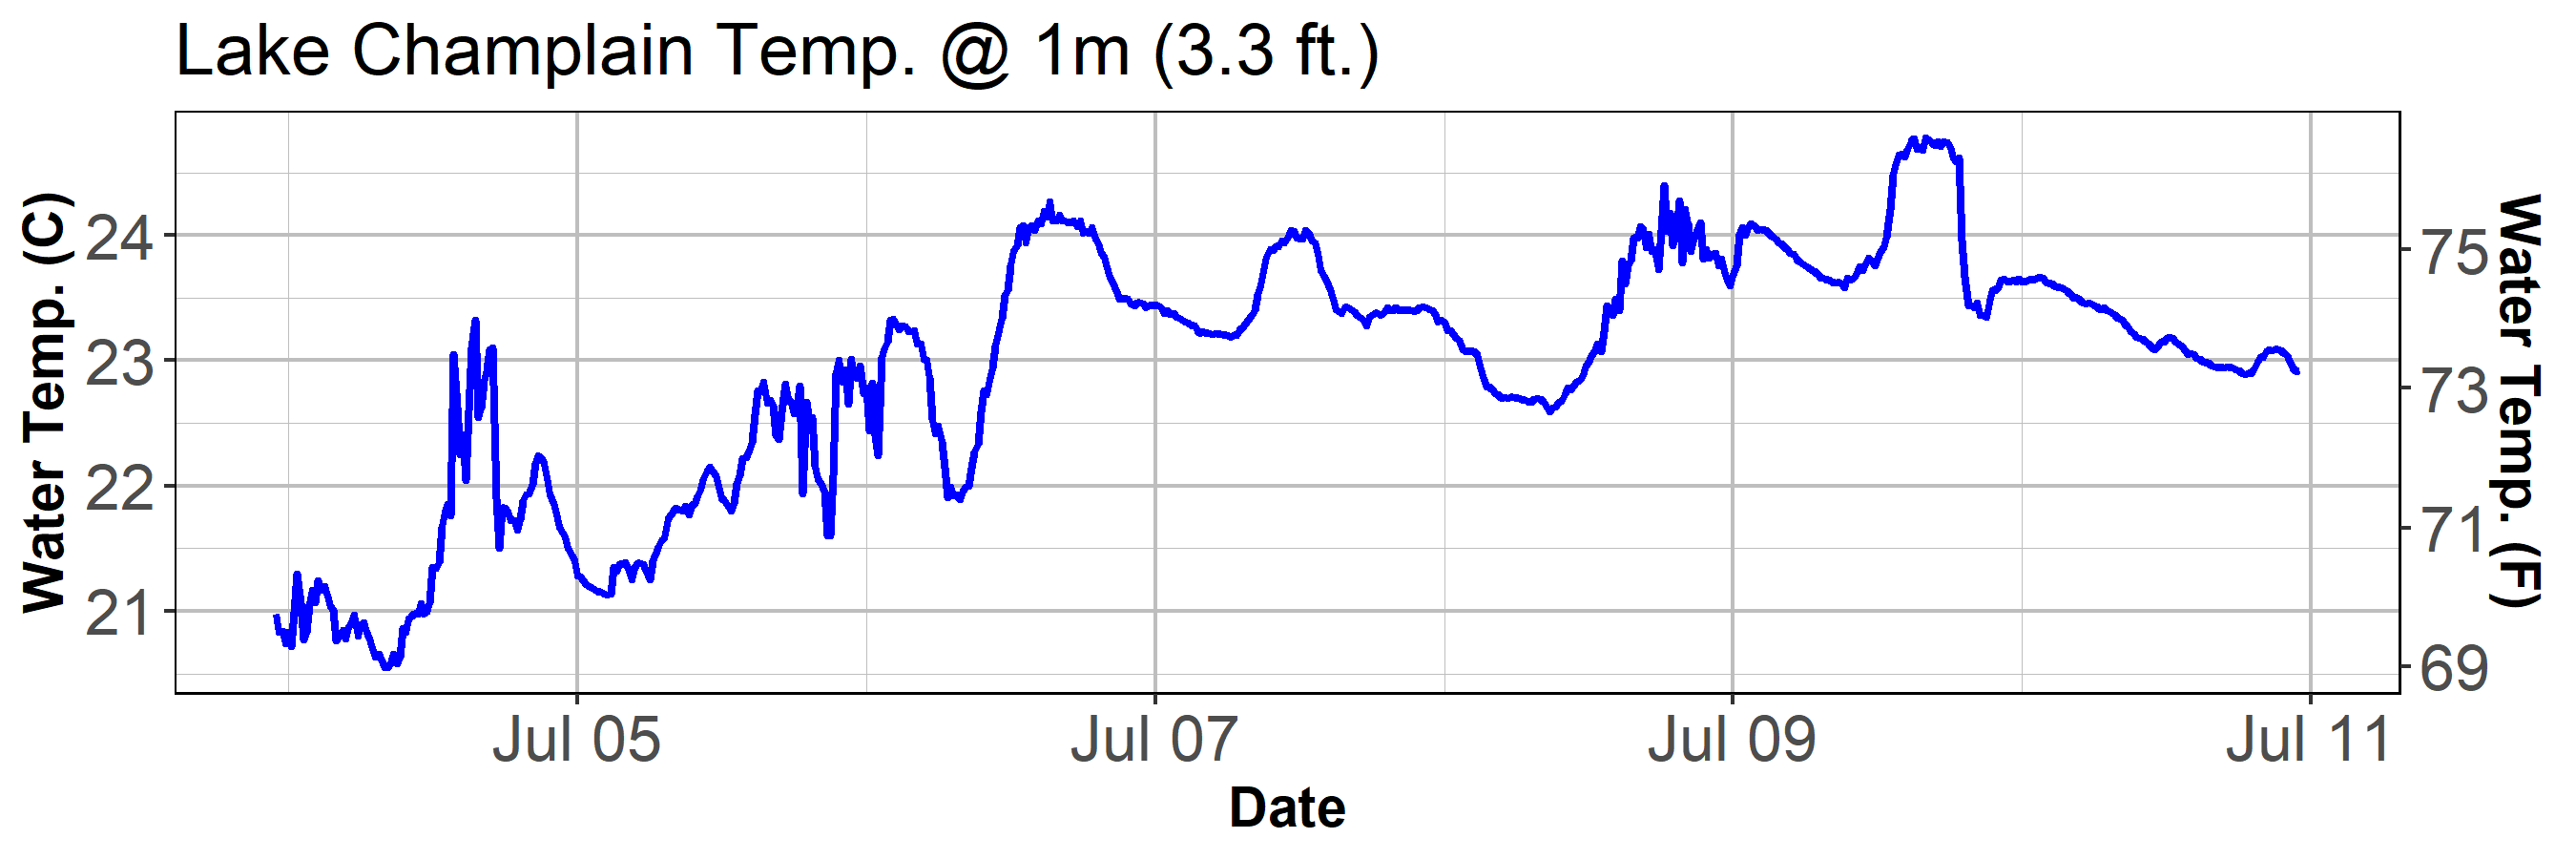 Lake Champlain Temp. @ 1m (3.3 ft.)
Water Temp. (C)
24
23
22
21
75
73
71
69
Water Temp. (F)
Jul 05
Jul 07
Jul 09
Jul 11
Date